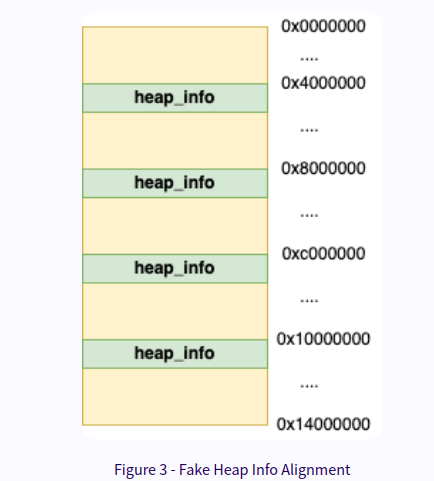 0x0000000
....
0x4000000
heap_info
....
0x8000000
heap_info
....
0xc000000
heap_info
....
0x10000000
heap_info
....
0x14000000
Figure 3 - Fake Heap Info Alignment